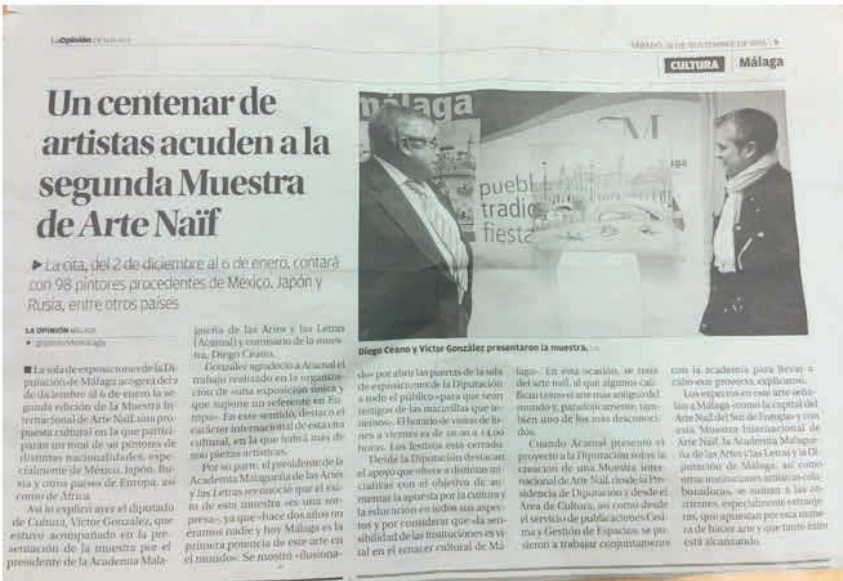 La Opinión DE MÁLAGA
SÁBADO, DE NOVIEMBRE DE | 9
CULTURA Málaga
Un centenar de
artistas acuden a la
segunda Muestra
de Arte Naïf
►La cita, del 2 de diciembre al 6 de enero, contará
con 98 pintores procedentes de México, Japón y
Rusia, entre otros países
LA OPINIÓN MÁLAGA
■ La sala de exposiciones de la Di-
putación de Málaga acogerá del 2
de diciembre al 6 de enero la se-
gunda edición de la Muestra In-
ternacional de Arte Naïf, una pro-
puesta cultural en la que partici-
parán un total de 98 pintores de
distintas nacionalidades, espe-
cialmente de México, Japón, Ru-
sia y otros países de Europa, así
como de África.
Así lo explicó ayer el diputado
de Cultura, Víctor González, que
estuvo acompañado en la pre-
sentación de la muestra por el
presidente de la Academia Mala-
gueña de las Artes y las Letras
(Acamal) y comisario de la mues-
tra, Diego Ceano.
González agradeció a Acamal el
trabajo realizado en la organiza-
ción de «una exposición única y
que supone un referente en Eu-
ropa». En este sentido, destacó el
carácter internacional de esta cita
cultural, en la que habrá más de
100 piezas artísticas.
Por su parte, el presidente de la
Academia Malagueña de las Artes
y las Letras reconoció que el éxi-
to de esta muestra «es una sor-
presa», ya que «hace dos años no
éramos nadie y hoy Málaga es la
primera potencia de este arte en
el mundo». Se mostró «ilusiona-
málaga
puebl
tradic
fiesta
M
laga
Diego Ceano y Víctor González presentaron la muestra.
do» por abrir las puertas de la sala
de exposiciones de la Diputación
a todo el público «para que sean
testigos de las maravillas que te-
nemos». El horario de visitas de lu-
nes a viernes es de 10.00 a 14.00
horas. Los festivos está cerrada.
Desde la Diputación destacan
el apoyo que ofrece a distintas ini-
ciativas con el objetivo de au-
mentar la apuesta por la cultura y
la educación en todos sus aspec-
tos y por considerar que «la sen-
sibilidad de las instituciones es vi-
tal en el renacer cultural de Má-
laga». En esta ocasión, se trata
del arte naïf, al que algunos cali-
fican como el arte más antiguo del
mundo y, paradójicamente, tam-
bién uno de los más desconoci-
dos.
Cuando Acamal presentó el
proyecto a la Diputación sobre la
creación de una Muestra inter-
nacional de Arte Naïf, desde la Pre-
sidencia de Diputación y desde el
Área de Cultura, así como desde
el servicio de publicaciones Ced-
ma y Gestión de Espacios, se pu-
sieron a trabajar conjuntamente
con la academia para llevar a
cabo ese proyecto, explicaron.
Los expertos en este arte seña-
lan a Málaga «como la capital del
Arte Naïf del Sur de Europa» y con
esta, Muestra Internacional de
Arte Naïf, la Academia Malague-
ña de las Artes y las Letras y la Di-
putación de Málaga, así como
otras instituciones artísticas cola-
boradoras, se suman a las co-
rrientes, especialmente extranje-
ras, que apuestan por esta mane-
ra de hacer arte y que tanto éxito
está alcanzando.